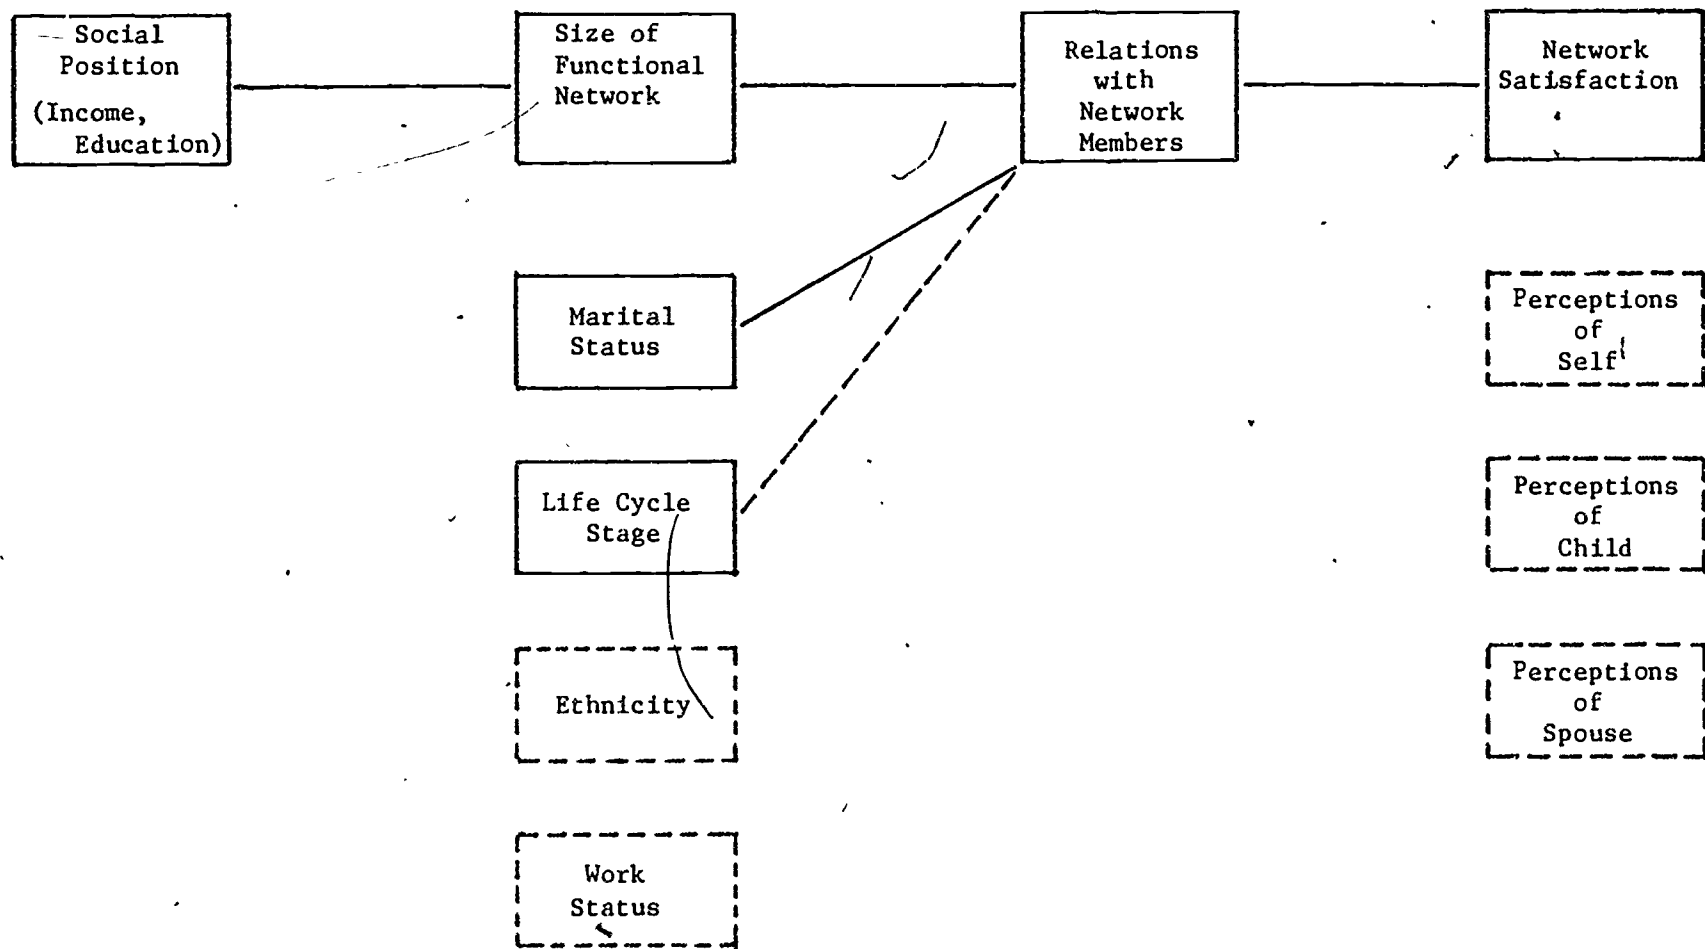 Social
Position
(Income,
Education)
Size of
Functional
Network
Relations
with
Network
Members
Network
Satisfaction
Marital
Status
Life Cycle
Stage
Ethnicity
Work
Status
Perceptions
of
Self
Perceptions
of
Child
Perceptions
of
Spouse